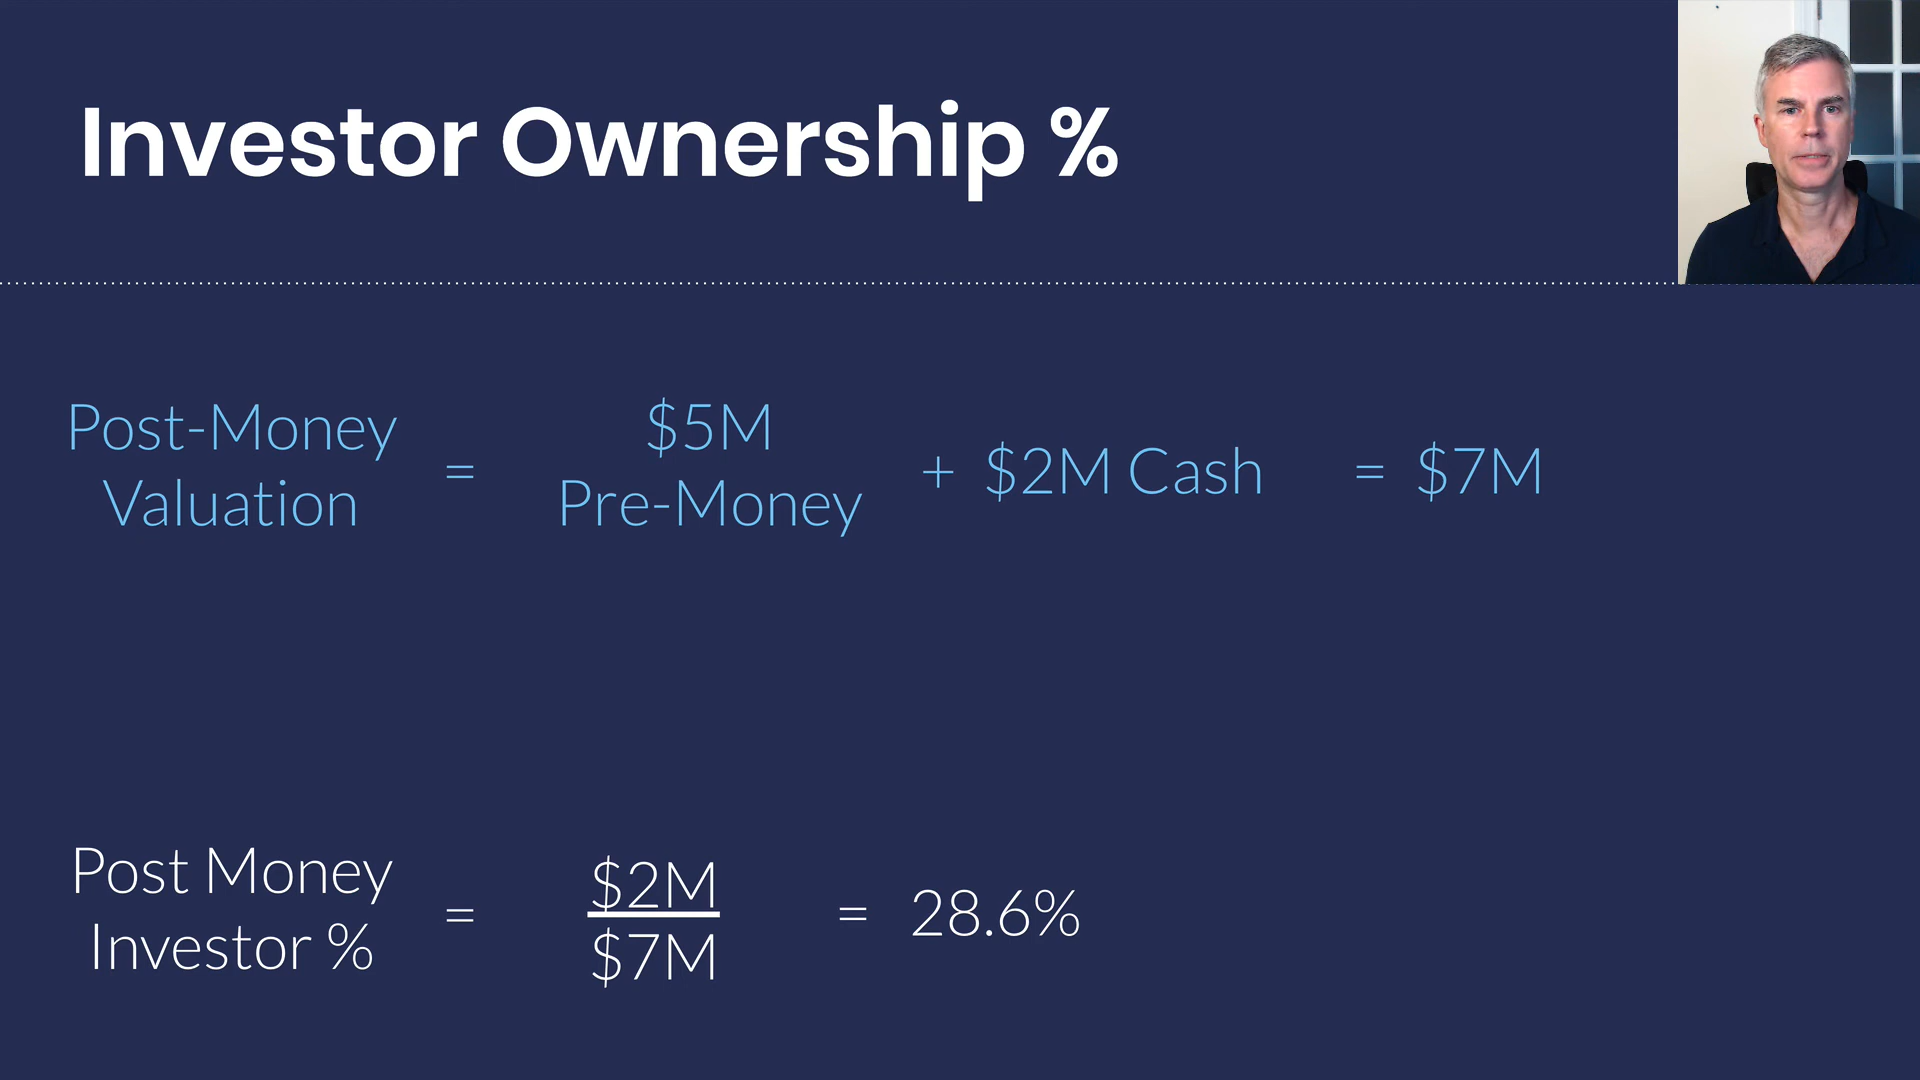 Investor Ownership %
Post-Money
Valuation
=
$5M
Pre-Money
+ $2M Cash
= $7M
Post Money
Investor %
=
$2M
$7M
= 28.6%